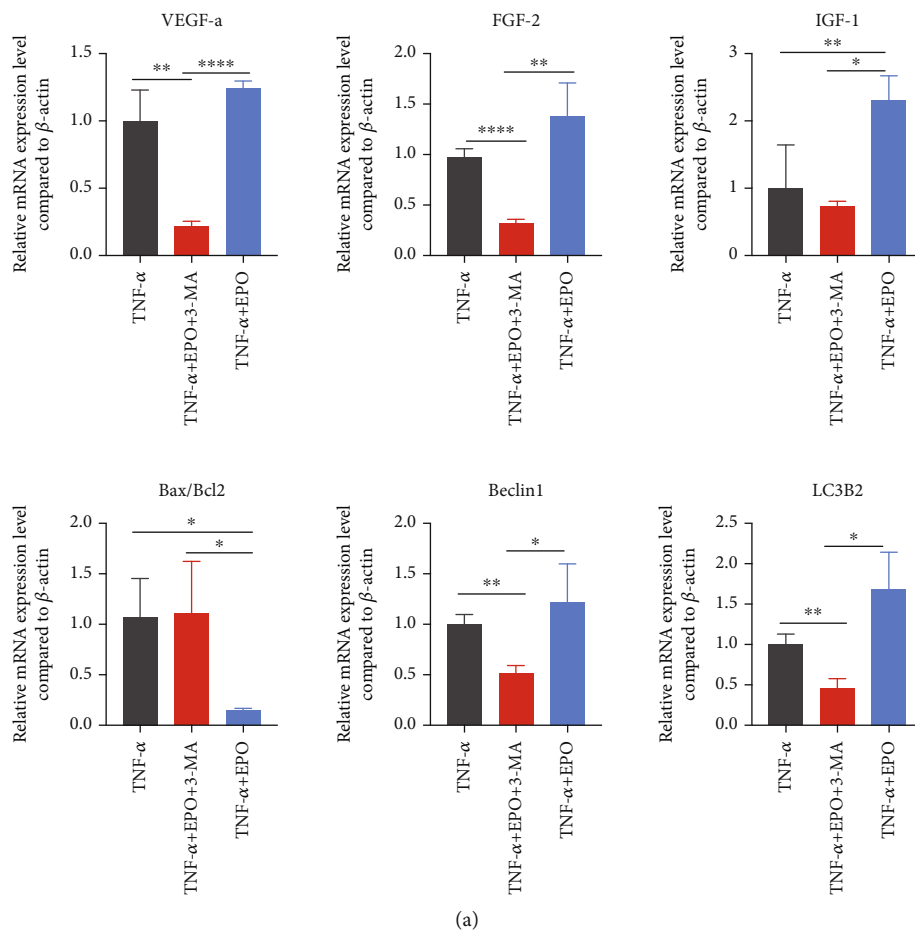 VEGF-a
Relative mRNA expression level
compared to β-actin
1.5
1.0
0.5
0.0
**
****
TNF-α
TNF-α+EPO+3-MA
TNF-α+EPO
FGF-2
Relative mRNA expression level
compared to β-actin
2.0
1.5
1.0
0.5
0.0
**
****
TNF-α
TNF-α+EPO+3-MA
TNF-α+EPO
IGF-1
Relative mRNA expression level
compared to β-actin
3
2
1
0
**
*
TNF-α
TNF-α+EPO+3-MA
TNF-α+EPO
Bax/Bcl2
Relative mRNA expression level
compared to β-actin
2.0
1.5
1.0
0.5
0.0
*
*
TNF-α
TNF-α+EPO+3-MA
TNF-α+EPO
Beclin1
Relative mRNA expression level
compared to β-actin
2.0
1.5
1.0
0.5
0.0
*
**
TNF-α
TNF-α+EPO+3-MA
TNF-α+EPO
LC3B2
Relative mRNA expression level
compared to β-actin
2.5
2.0
1.5
1.0
0.5
0.0
*
**
TNF-α
TNF-α+EPO+3-MA
TNF-α+EPO
(a)